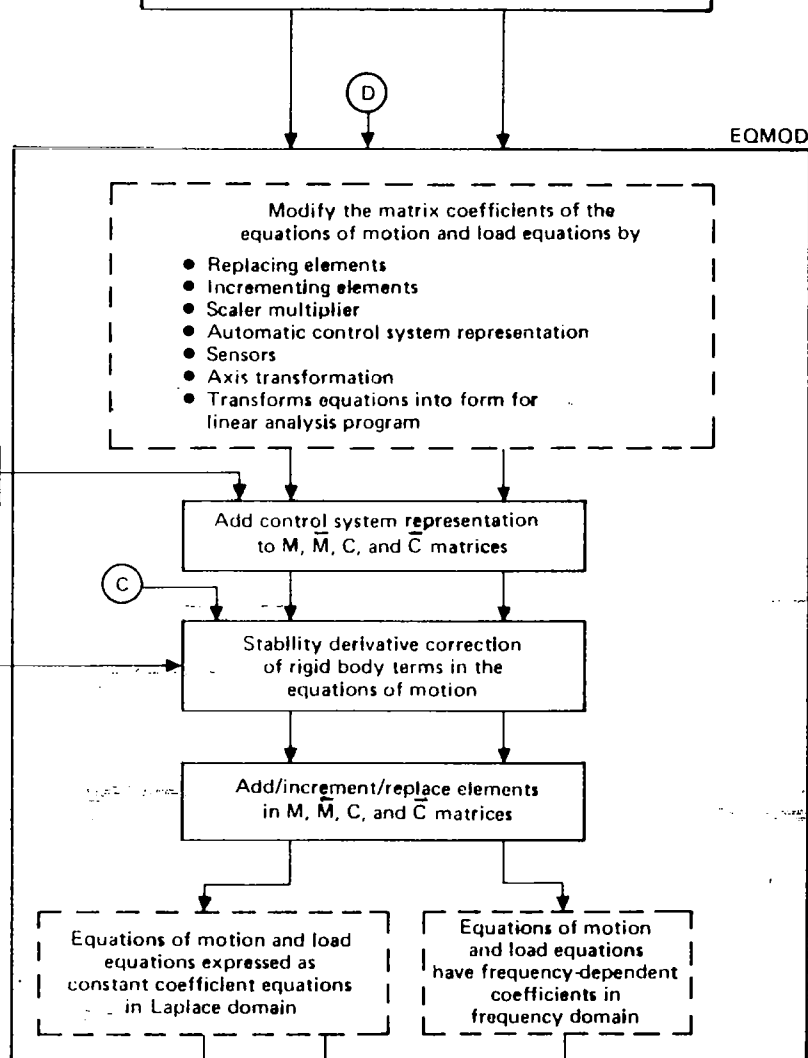 D
EQMOD
Modify the matrix coefficients of the
equations of motion and load equations by
● Replacing elements
● Incrementing elements
● Scaler multiplier
● Automatic control system representation
● Sensors
● Axis transformation
● Transforms equations into form for
linear analysis program
Add control system representation
to M, M̅, C, and C̅ matrices
C
Stability derivative correction
of rigid body terms in the
equations of motion
Add/increment/replace elements
in M, M̅, C, and C̅ matrices
Equations of motion and load
equations expressed as
constant coefficient equations
in Laplace domain
Equations of motion
and load equations
have frequency-dependent
coefficients in
frequency domain